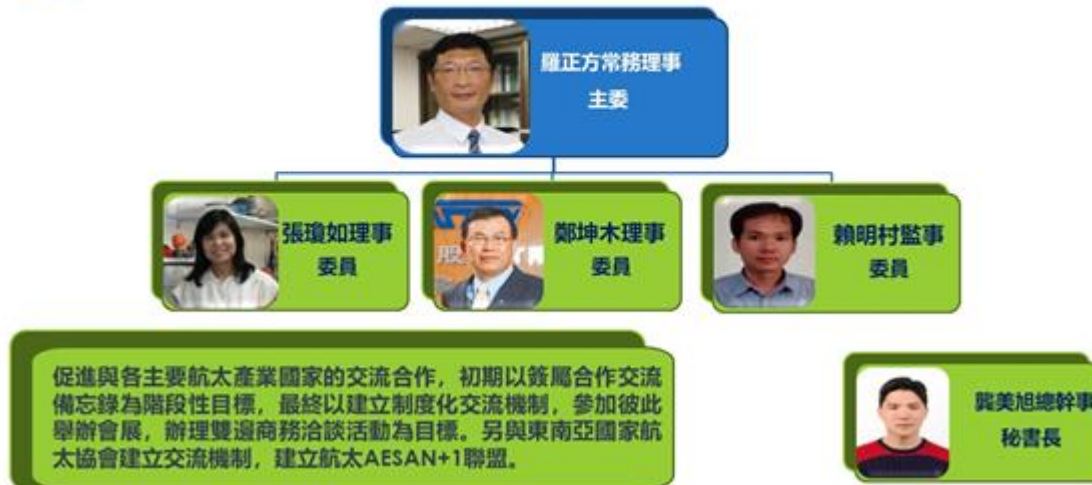 羅正方常務理事
主委
張瓊如理事
委員
鄭坤木理事
委員
賴明村監事
委員
促進與各主要航太產業國家的交流合作，初期以簽屬合作交流
備忘錄為階段性目標，最終以建立制度化交流機制，參加彼此
舉辦會展，辦理雙邊商務洽談活動為目標。另與東南亞國家航
太協會建立交流機制，建立航太AESAN+1聯盟。
龔美旭總幹事
秘書長